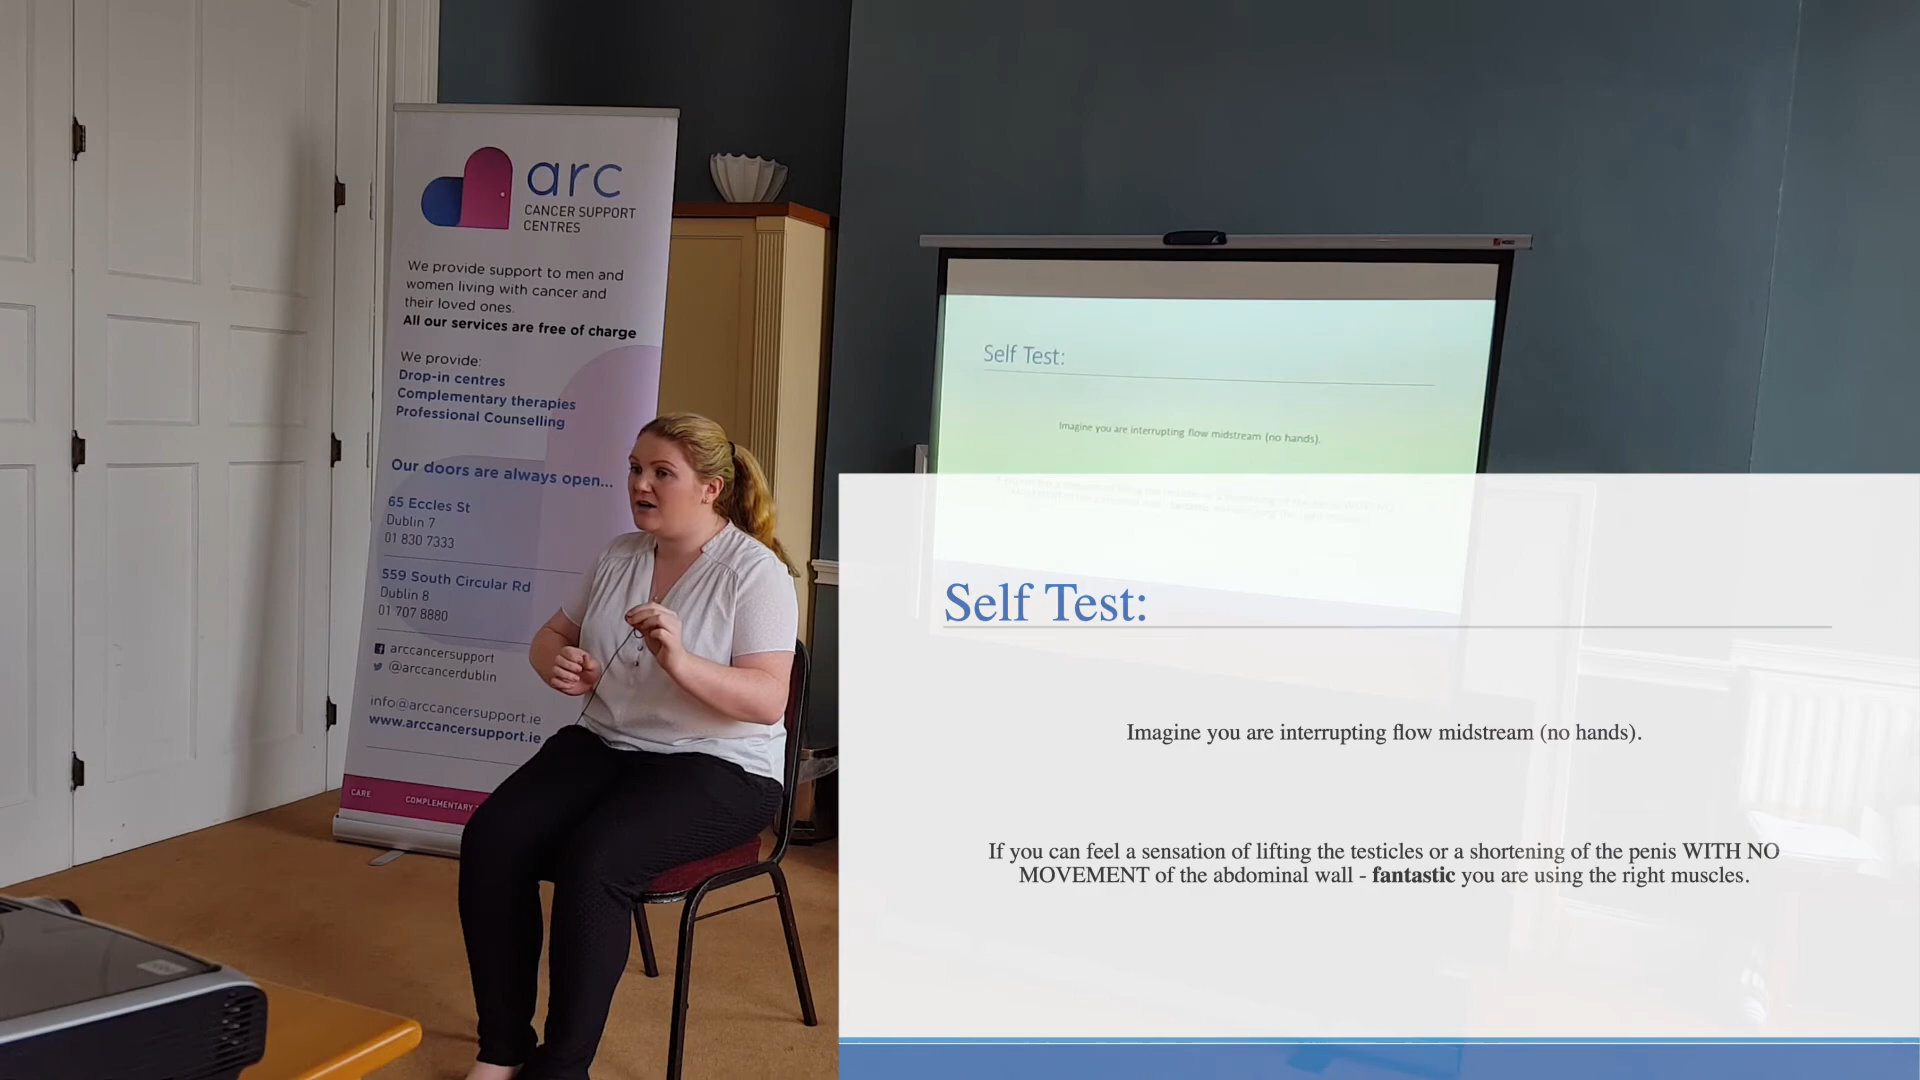 arc
CANCER SUPPORT
CENTRES
We provide support to men and
women living with cancer and
their loved ones.
All our services are free of charge
We provide:
Drop-in centres
Complementary therapies
Professional Counselling
Our doors are always open...
65 Eccles St
Dublin 7
01 830 7333
559 South Circular Rd
Dublin 8
01 707 8880
arccancersupport
@arccancerdublin
info@arccancersupport.ie
www.arccancersupport.ie
CARE
COMPLEMENTARY
Self Test:
Imagine you are interrupting flow midstream (no hands).
Self Test:
Imagine you are interrupting flow midstream (no hands).
If you can feel a sensation of lifting the testicles or a shortening of the penis WITH NO
MOVEMENT of the abdominal wall - fantastic you are using the right muscles.